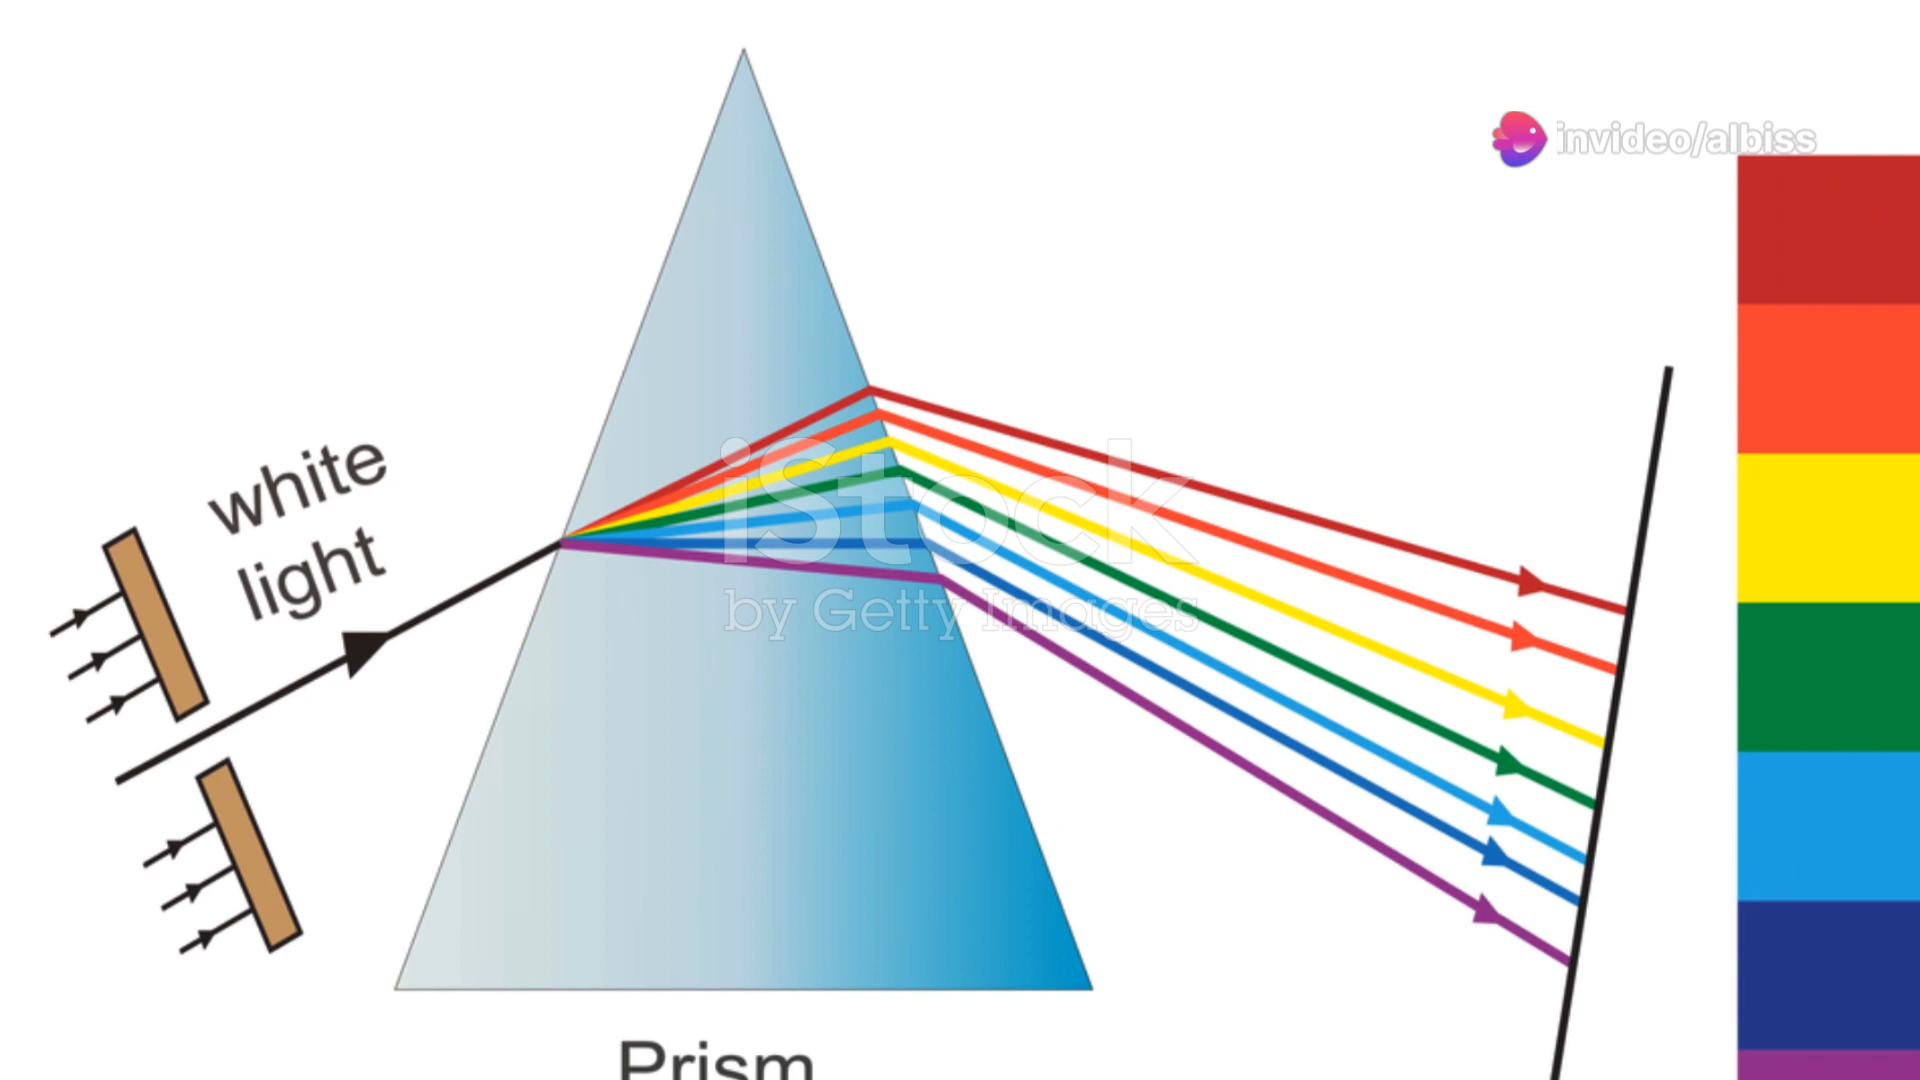 invideo/albiss
white
light
iStock
by Getty Images
Prism